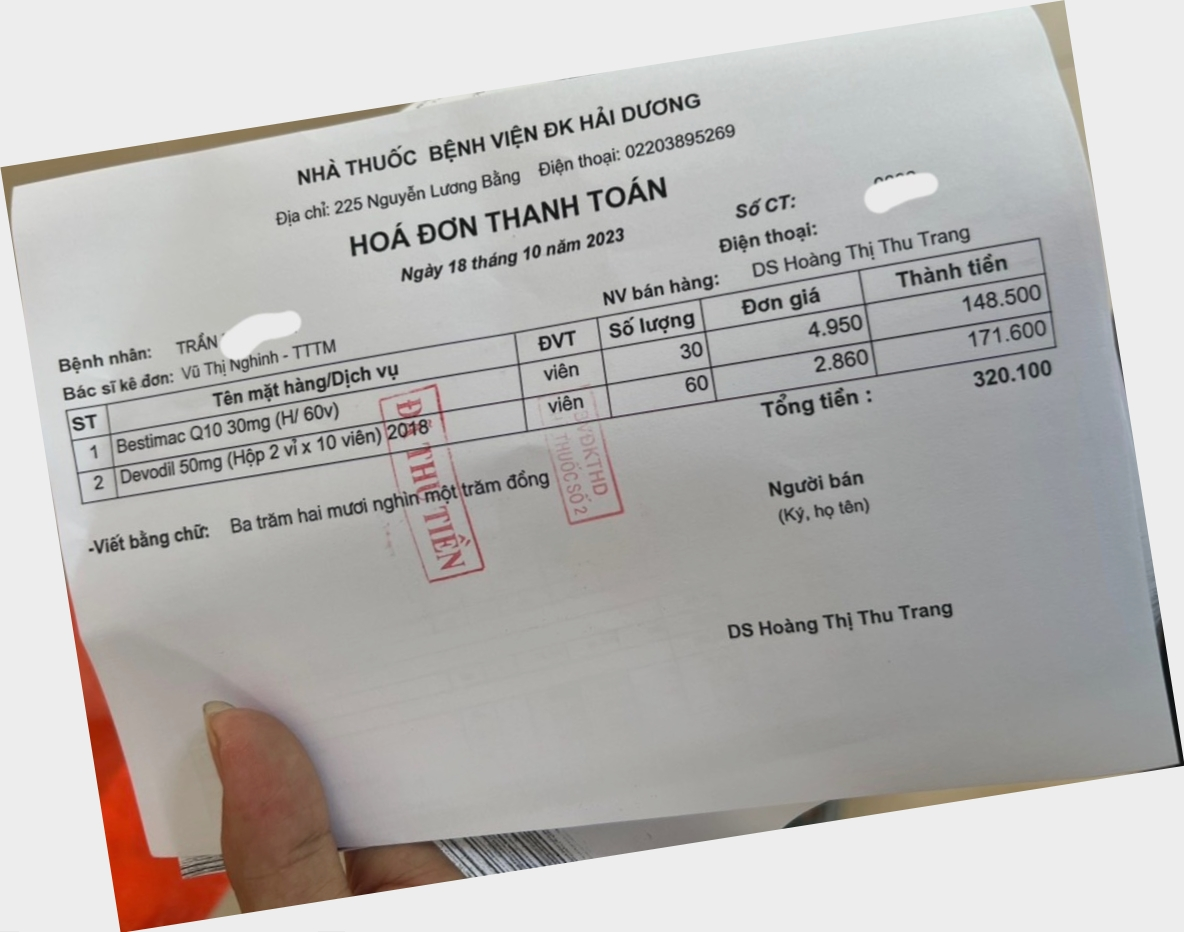 NHÀ THUỐC BỆNH VIỆN ĐK HẢI DƯƠNG
Địa chỉ: 225 Nguyễn Lương Bằng Điện thoại: 02203895269
HOÁ ĐƠN THANH TOÁN
Ngày 18 tháng 10 năm 2023
Số CT:
Điện thoại:
NV bán hàng: DS Hoàng Thị Thu Trang
Bệnh nhân: TRẦN
Bác sĩ kê đơn: Vũ Thị Nghinh - TTTM
ST Tên mặt hàng/Dịch vụ ĐVT Số lượng Đơn giá Thành tiền
1 Bestimac Q10 30mg (H/ 60v) viên 30 4.950 148.500
2 Devodil 50mg (Hộp 2 vỉ x 10 viên) 2018 viên 60 2.860 171.600
Tổng tiền : 320.100
-Viết bằng chữ: Ba trăm hai mươi nghìn một trăm đồng
ĐÃ THU TIỀN
BVĐKTHD
THUỐC SỐ 2
Người bán
(Ký, họ tên)
DS Hoàng Thị Thu Trang